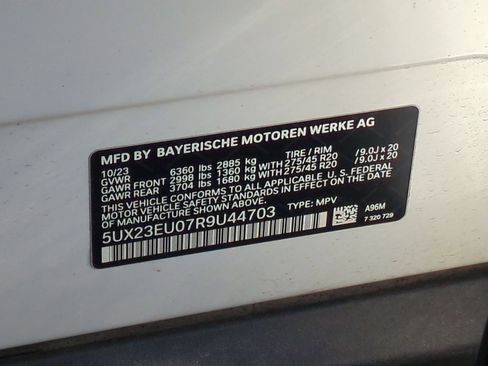 MFD BY BAYERISCHE MOTOREN WERKE AG
10/23 TIRE / RIM
GVWR 6360 lbs 2885 kg
GAWR FRONT 2998 lbs 1360 kg WITH 275/45 R20 /9.0J x 20
GAWR REAR 3704 lbs 1680 kg WITH 275/45 R20 /9.0J x 20
THIS VEHICLE CONFORMS TO ALL APPLICABLE U.S. FEDERAL
MOTOR VEHICLE SAFETY STANDARDS IN EFFECT ON THE DATE OF
MANUFACTURE SHOWN ABOVE.
5UX23EU07R9U44703 TYPE: MPV
A96M
7 320 729